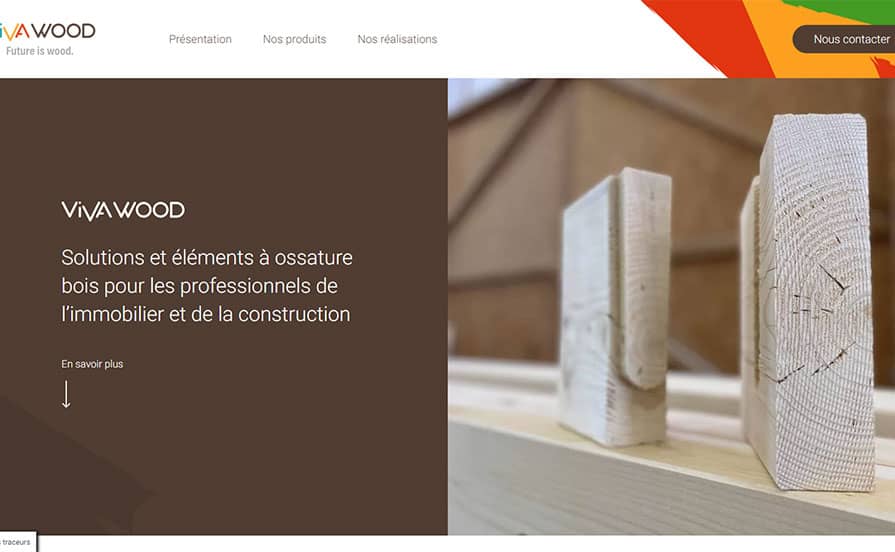 ViVAWOOD
Future is wood.
Présentation
Nos produits
Nos réalisations
Nous contacter
ViVAWOOD
Solutions et éléments à ossature
bois pour les professionnels de
l'immobilier et de la construction
En savoir plus
traceurs